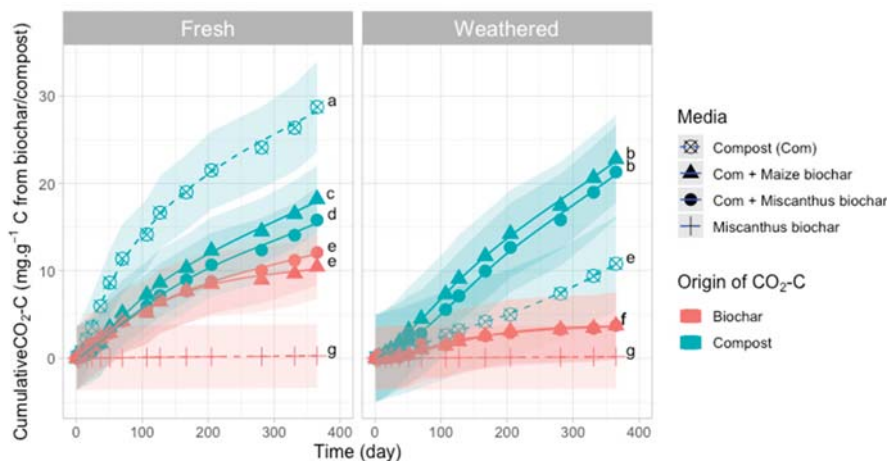 Fresh
Weathered
CumulativeCO₂-C (mg.g⁻¹ C from biochar/compost)
30
20
10
0
a
c
d
e
e
g
b
b
e
f
g
0
100
200
300
400
0
100
200
300
400
Time (day)
Media
Compost (Com)
Com + Maize biochar
Com + Miscanthus biochar
Miscanthus biochar
Origin of CO₂-C
Biochar
Compost